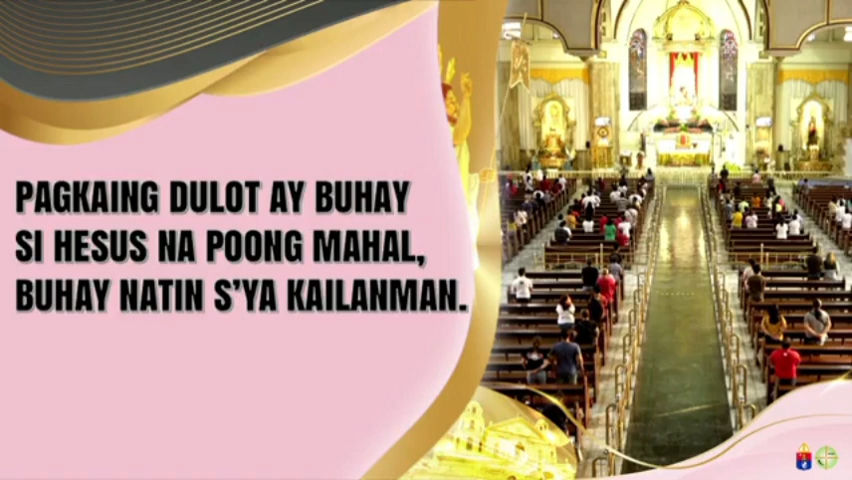 PAGKAING DULOT AY BUHAY
SI HESUS NA POONG MAHAL,
BUHAY NATIN S’YA KAILANMAN.